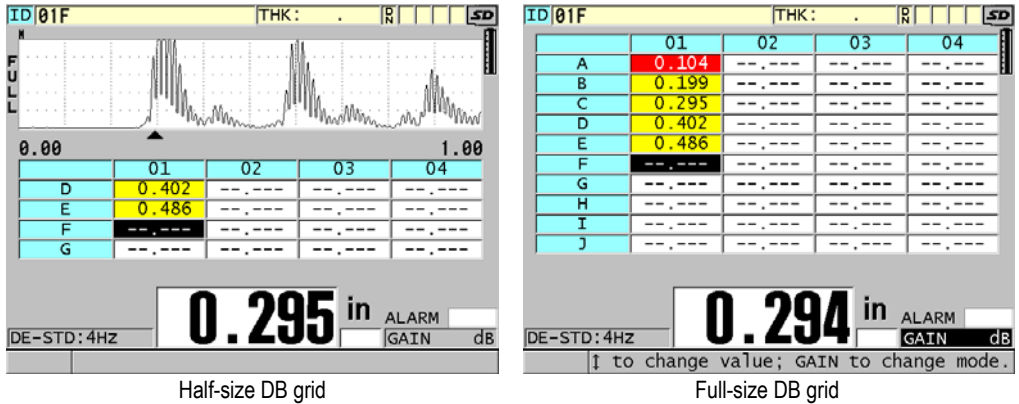 ID 01F THK: . SD
FULL
0.00 1.00
01 02 03 04
D 0.402 --.--- --.--- --.---
E 0.486 --.--- --.--- --.---
F --.--- --.--- --.--- --.---
G --.--- --.--- --.--- --.---
0.295 in ALARM
DE-STD:4Hz GAIN dB
Half-size DB grid
ID 01F THK: . SD
01 02 03 04
A 0.104 --.--- --.--- --.---
B 0.199 --.--- --.--- --.---
C 0.295 --.--- --.--- --.---
D 0.402 --.--- --.--- --.---
E 0.486 --.--- --.--- --.---
F --.--- --.--- --.--- --.---
G --.--- --.--- --.--- --.---
H --.--- --.--- --.--- --.---
I --.--- --.--- --.--- --.---
J --.--- --.--- --.--- --.---
0.294 in ALARM
DE-STD:4Hz GAIN dB
↕ to change value; GAIN to change mode.
Full-size DB grid